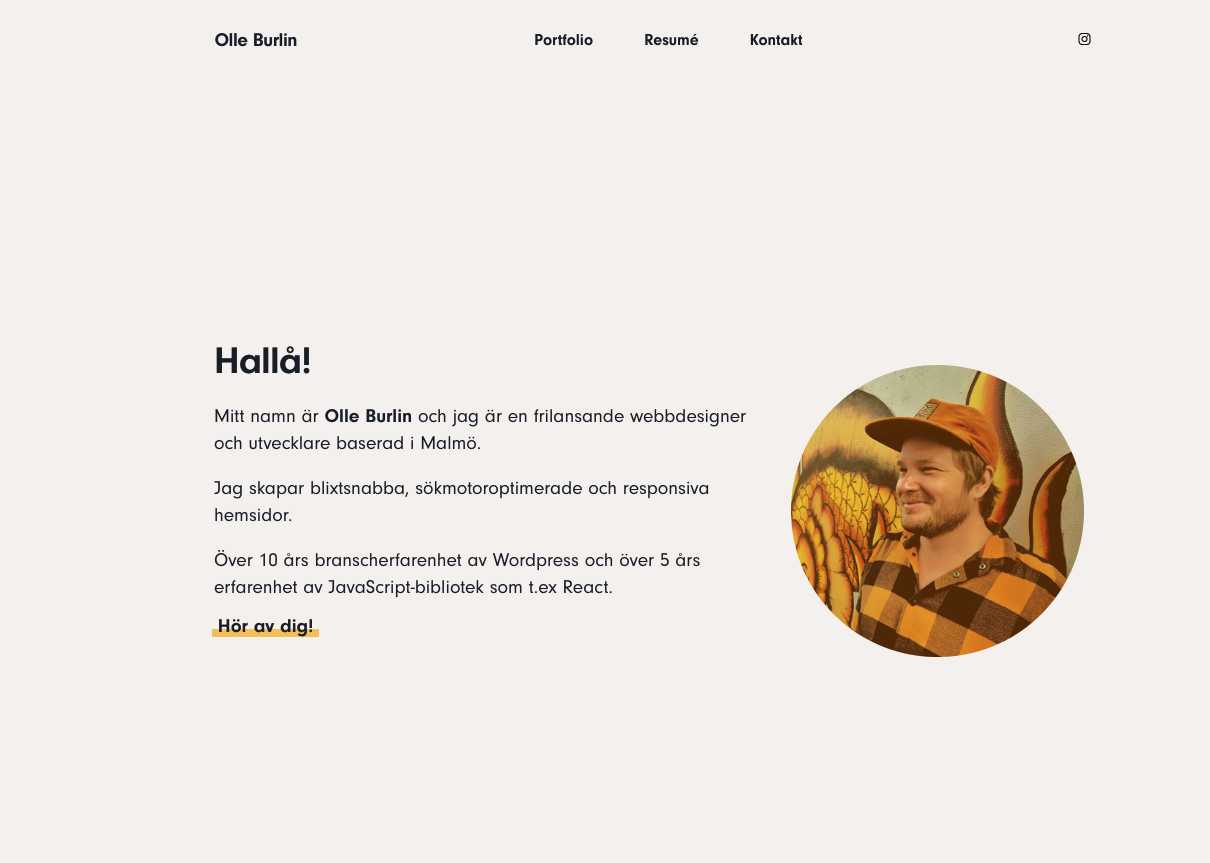 Olle Burlin
Portfolio
Resumé
Kontakt
Hallå!
Mitt namn är Olle Burlin och jag är en frilansande webbdesigner
och utvecklare baserad i Malmö.
Jag skapar blixtsnabba, sökmotoroptimerade och responsiva
hemsidor.
Över 10 års branscherfarenhet av Wordpress och över 5 års
erfarenhet av JavaScript-bibliotek som t.ex React.
Hör av dig!